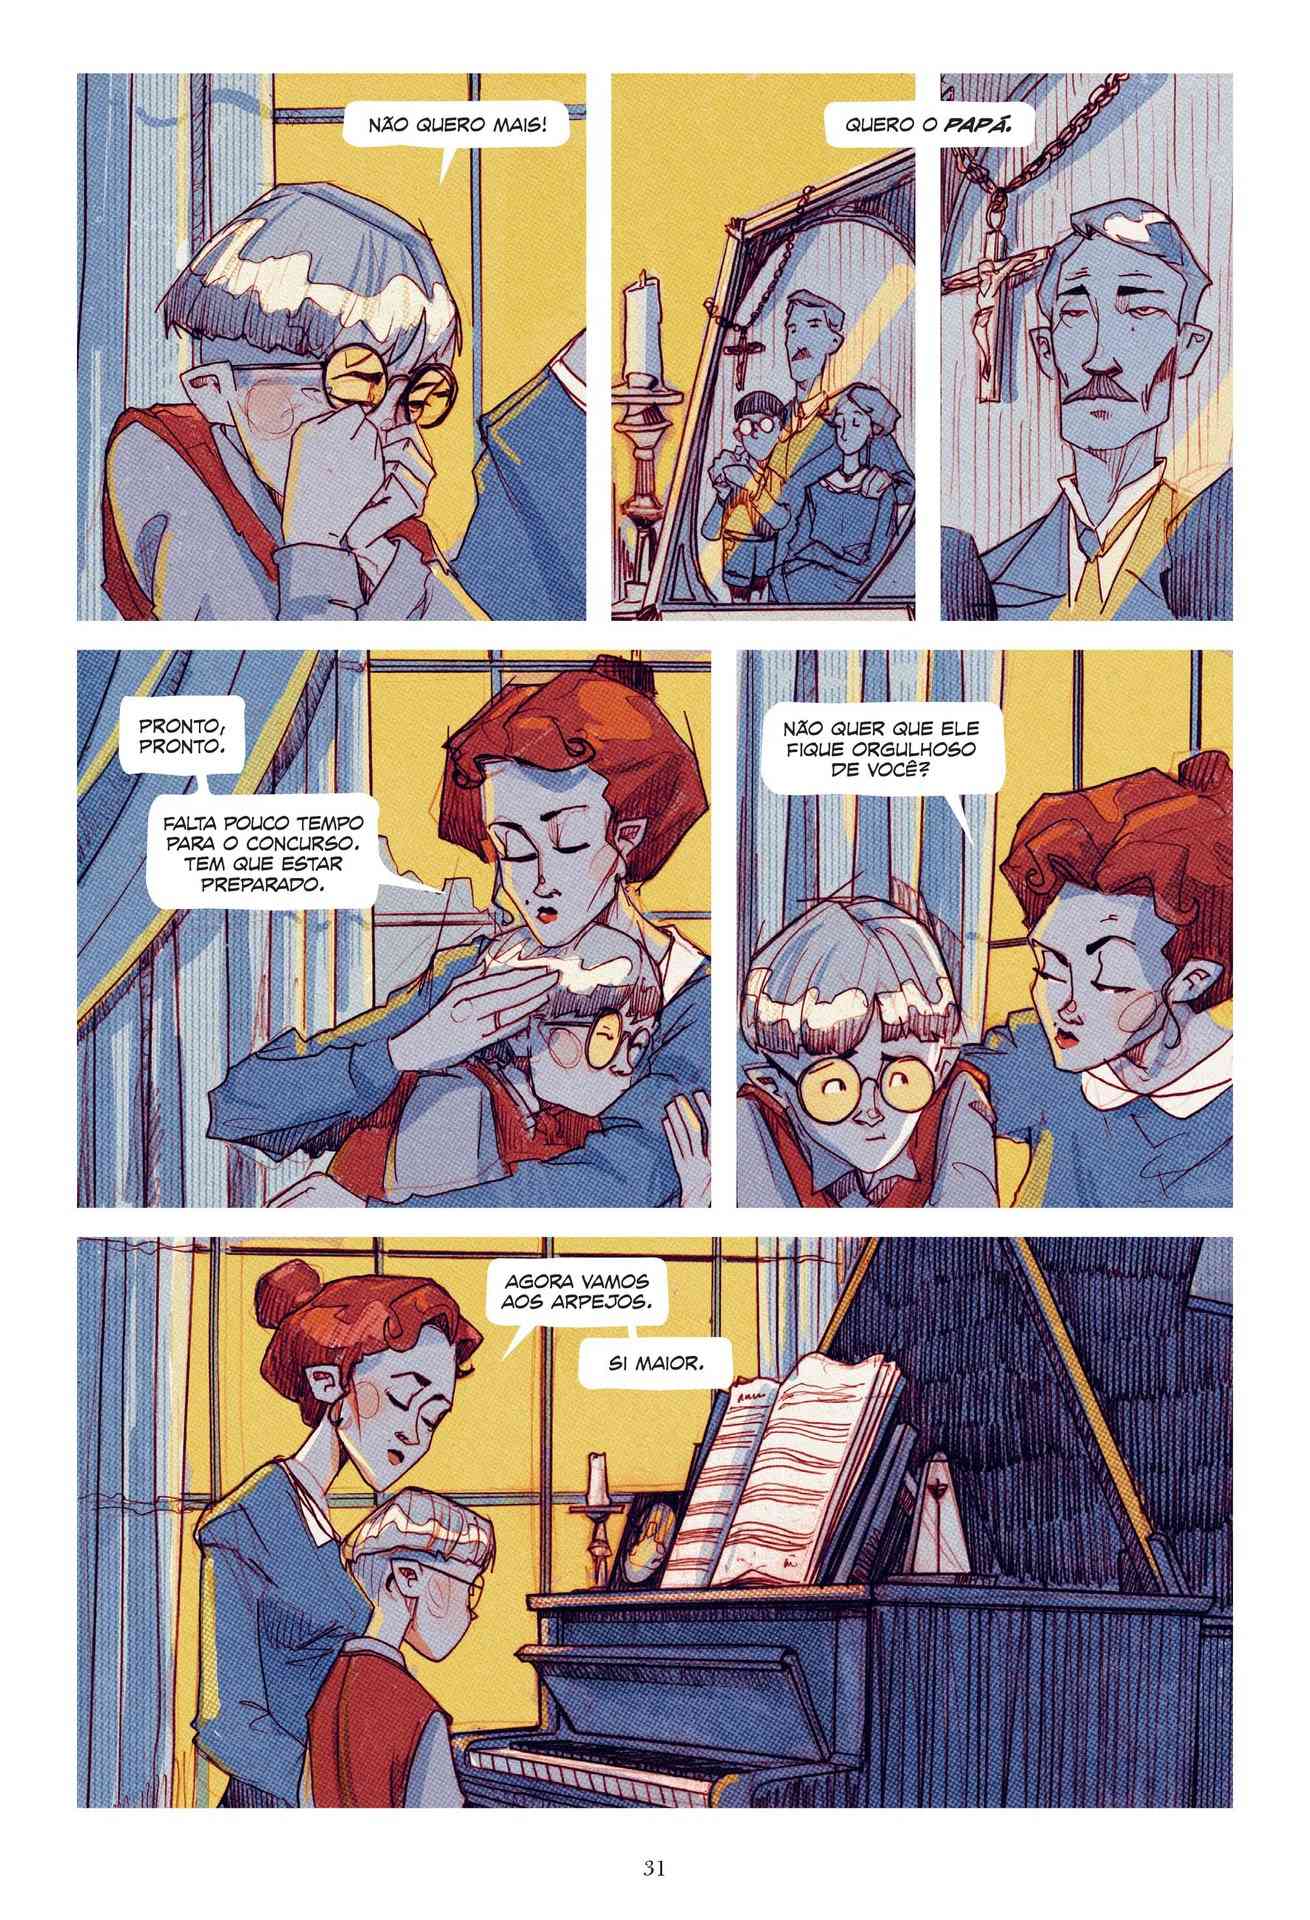 NÃO QUERO MAIS!
QUERO O PAPÁ.
PRONTO,
PRONTO.
FALTA POUCO TEMPO
PARA O CONCURSO.
TEM QUE ESTAR
PREPARADO.
NÃO QUER QUE ELE
FIQUE ORGULHOSO
DE VOCÊ?
AGORA VAMOS
AOS ARPEJOS.
SI MAIOR.
31